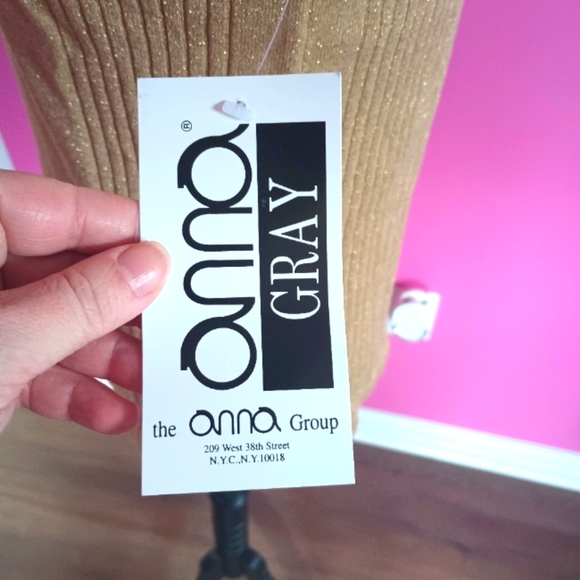 anna®
GRAY
the anna Group
209 West 38th Street
N.Y.C.,N.Y.10018